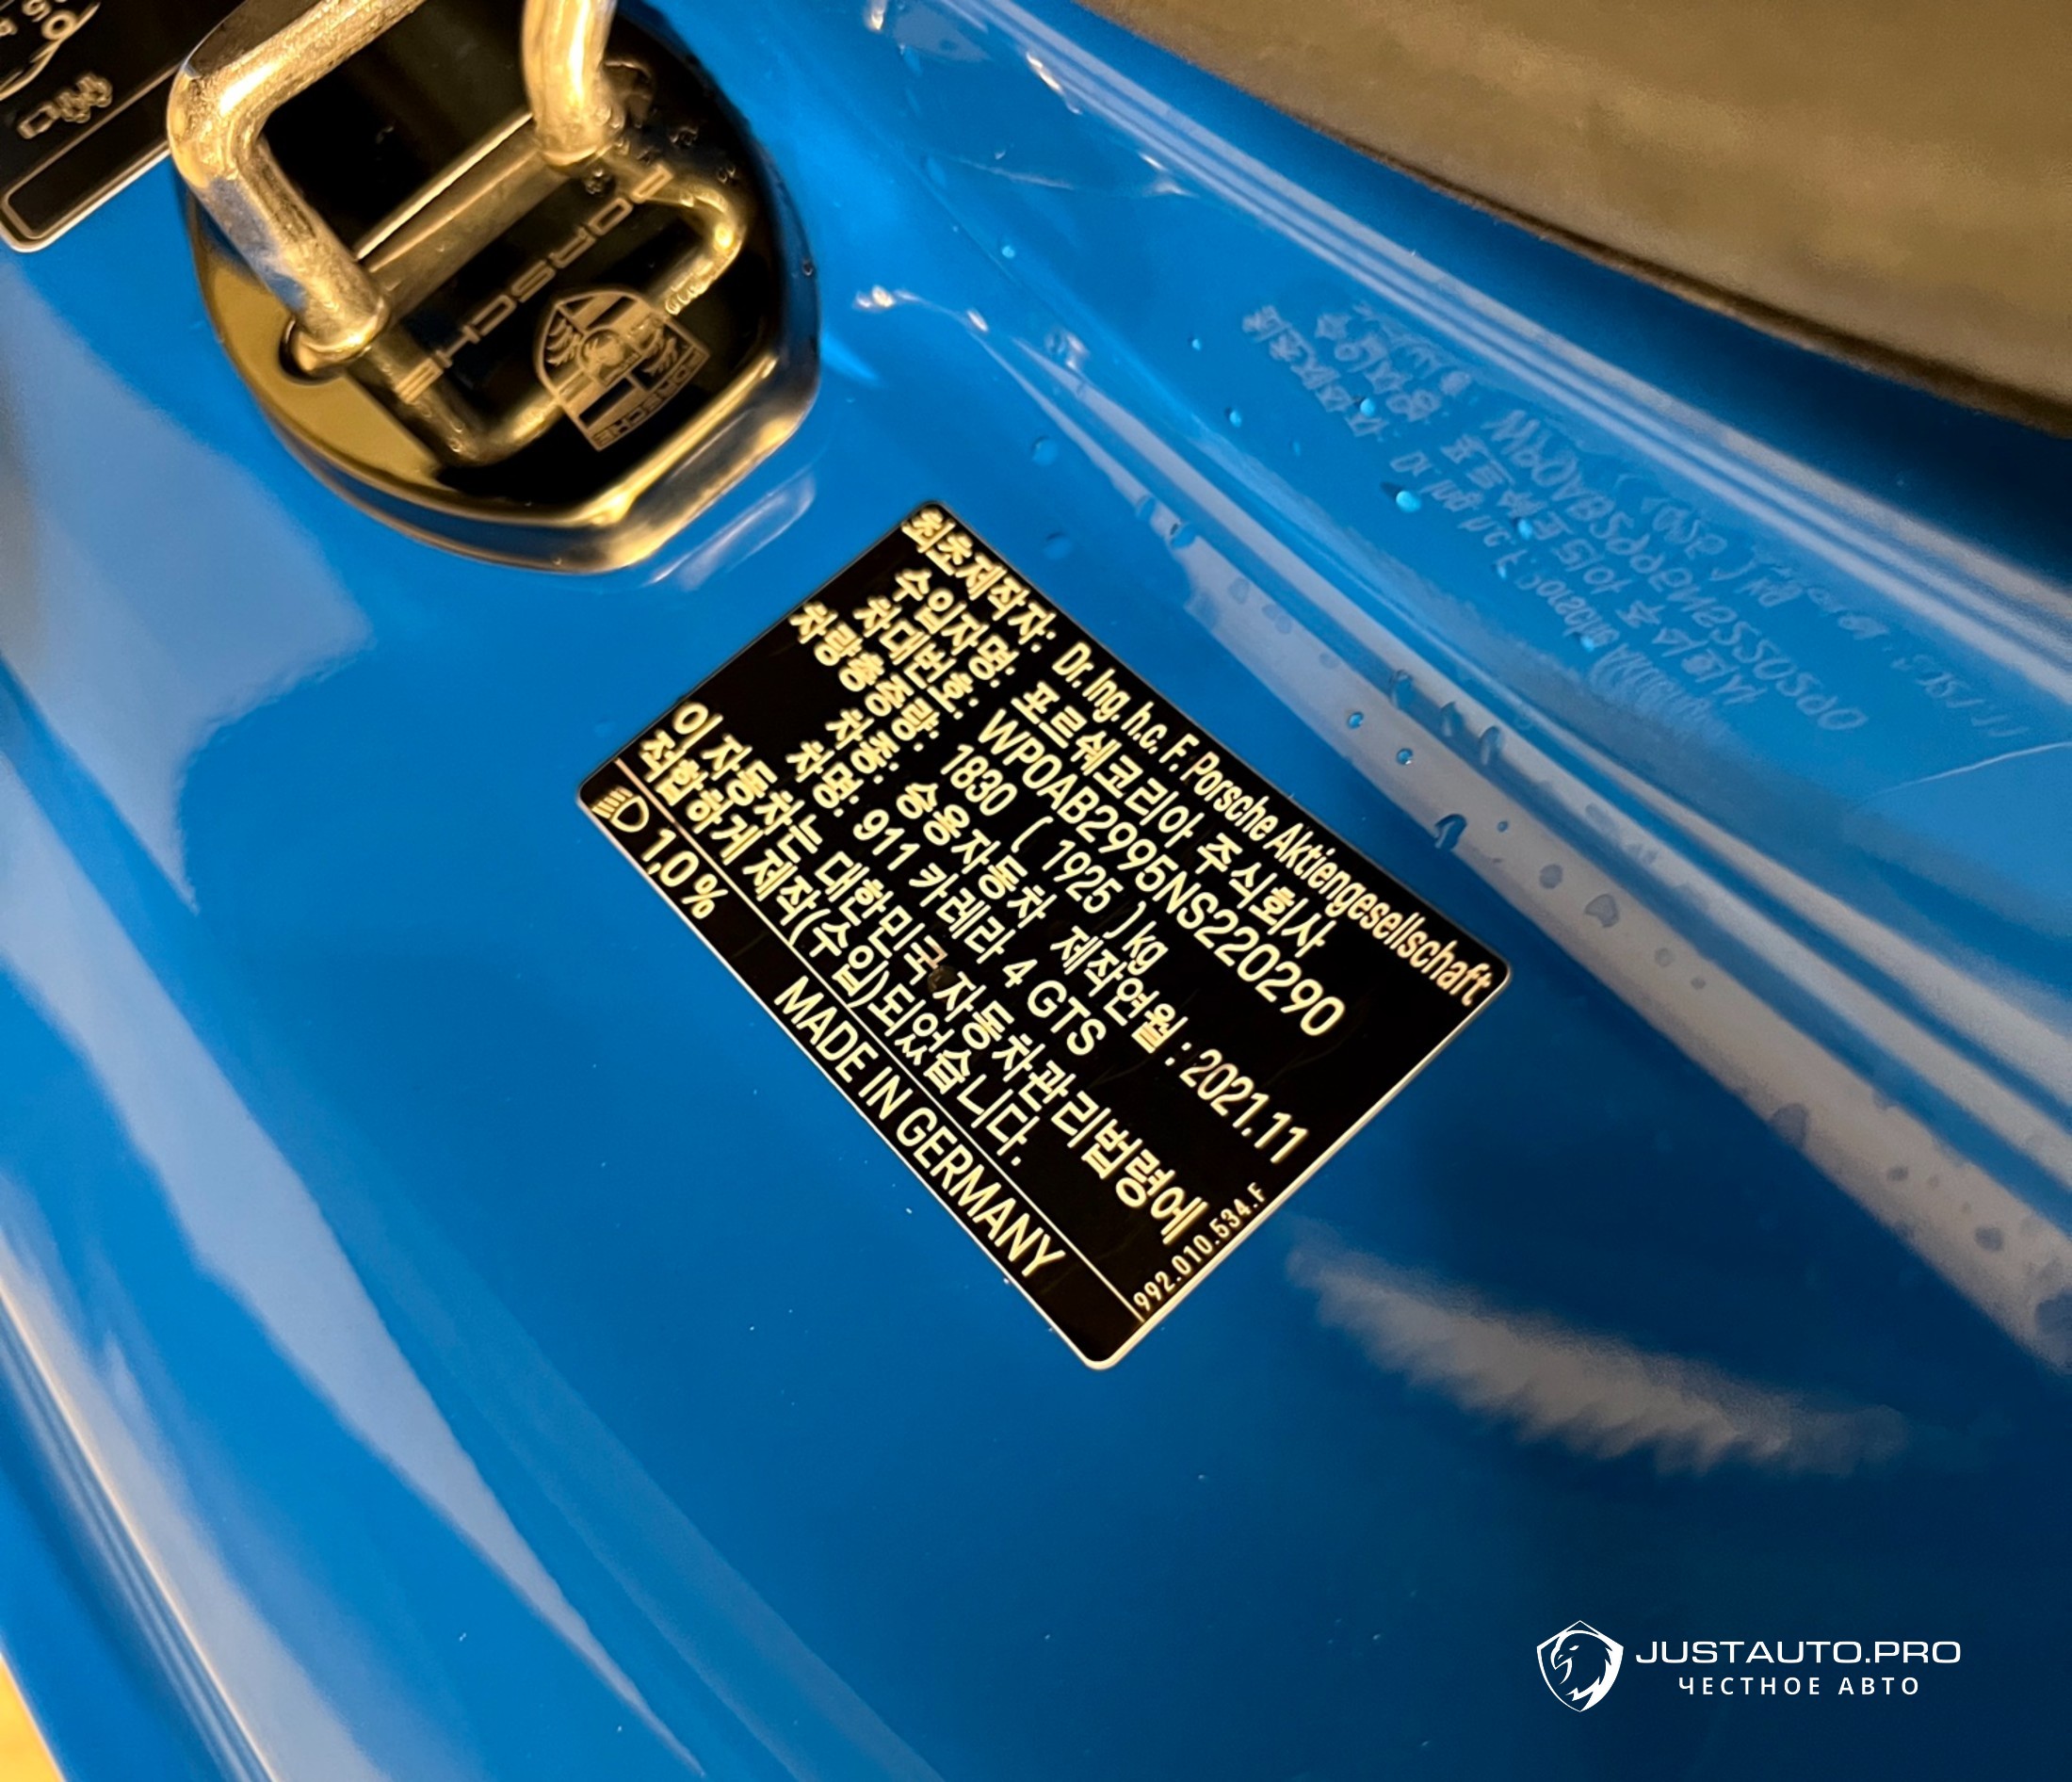 PORSCHE
PORSCHE
최초제작자: Dr. Ing. h.c. F. Porsche Aktiengesellschaft
수입자명: 포르쉐코리아 주식회사
차대번호: WP0AB2995NS220290
차량총중량: 1830 ( 1925 ) kg
차종: 승용자동차 제작연월 : 2021.11
차명: 911 카레라 4 GTS
이 자동차는 대한민국 자동차관리법령에
적합하게 제작(수입)되었습니다.
992.010.534.F
1,0 % MADE IN GERMANY
JUSTAUTO.PRO
ЧЕСТНОЕ АВТО